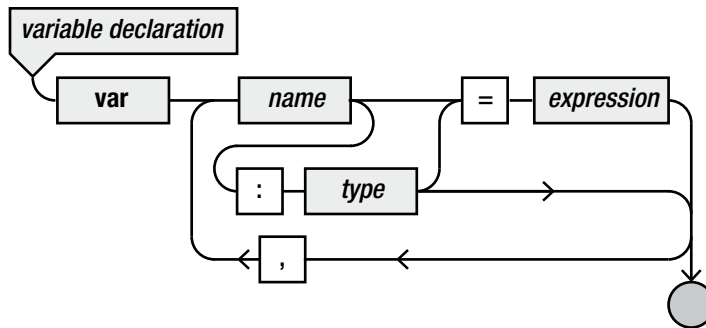 variable declaration
var name = expression
: type
,